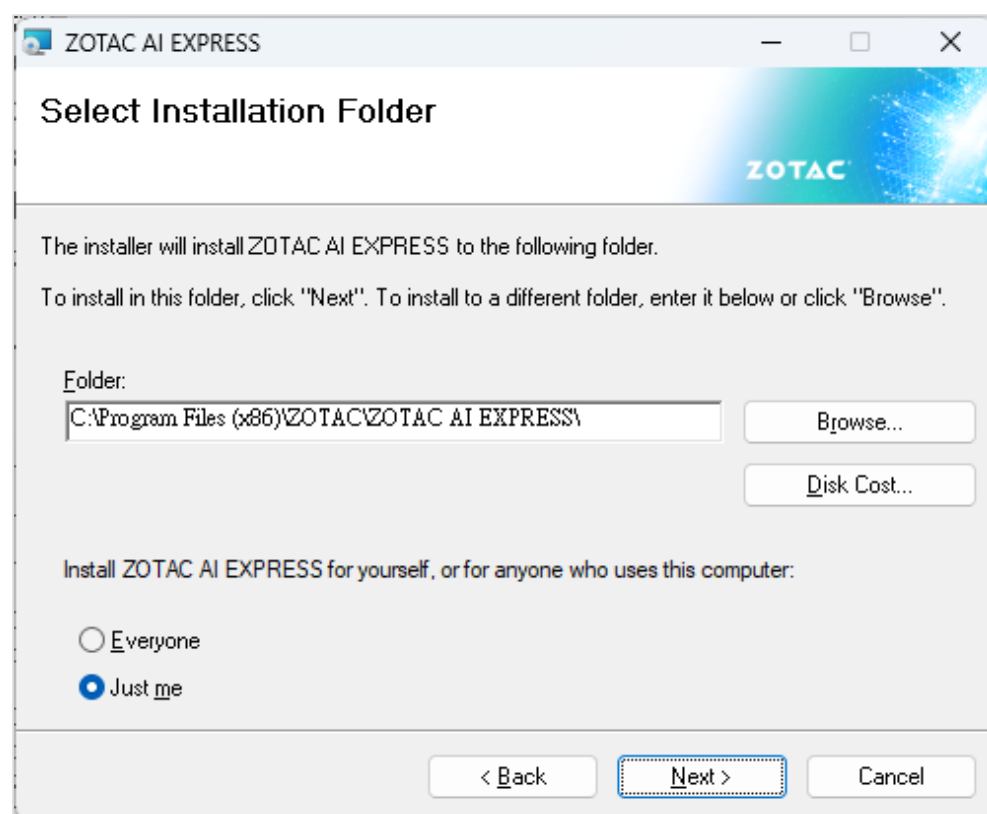 ZOTAC AI EXPRESS
Select Installation Folder
ZOTAC
The installer will install ZOTAC AI EXPRESS to the following folder.
To install in this folder, click "Next". To install to a different folder, enter it below or click "Browse".
Folder:
C:\Program Files (x86)\ZOTAC\ZOTAC AI EXPRESS\
Browse...
Disk Cost...
Install ZOTAC AI EXPRESS for yourself, or for anyone who uses this computer:
Everyone
Just me
< Back
Next >
Cancel